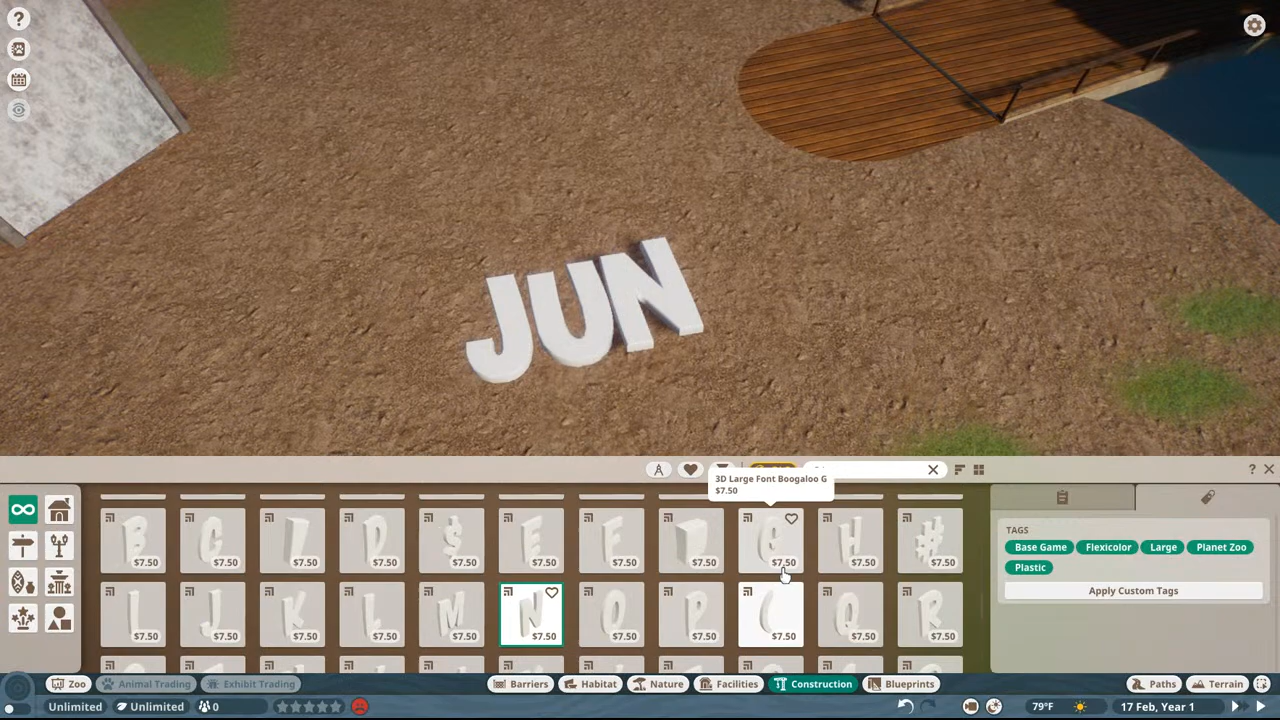 JUN
3D Large Font Boogaloo G
$7.50
B $7.50 C $7.50 $7.50 D $7.50 $ $7.50 E $7.50 F $7.50 $7.50 G $7.50 H $7.50 # $7.50
$7.50 J $7.50 K $7.50 L $7.50 M $7.50 N $7.50 O $7.50 P $7.50 ( $7.50 Q $7.50 R $7.50
TAGS
Base Game Flexicolor Large Planet Zoo
Plastic
Apply Custom Tags
Zoo Animal Trading Exhibit Trading Barriers Habitat Nature Facilities Construction Blueprints Paths Terrain
Unlimited Unlimited 0 79°F 17 Feb, Year 1